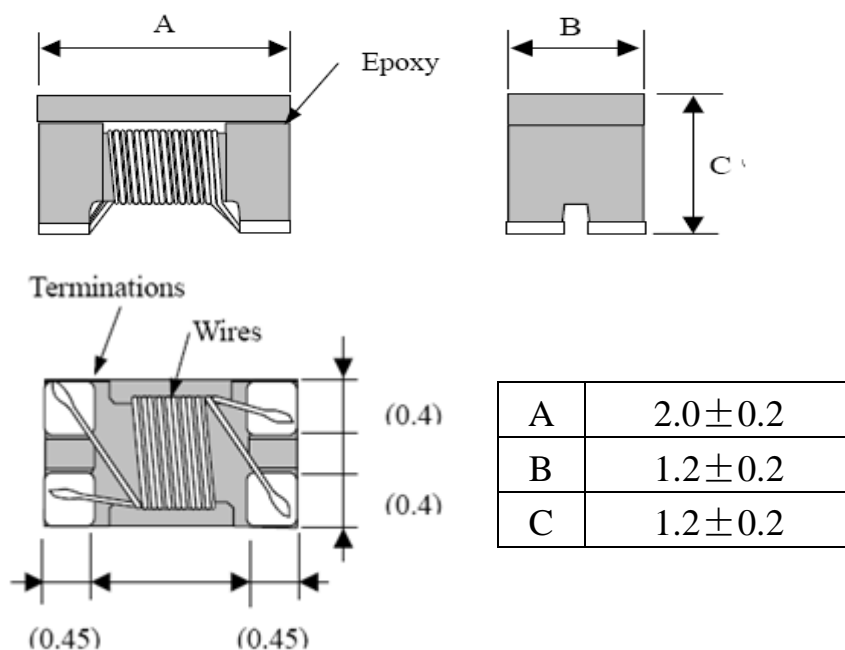 A
B
Epoxy
C
Terminations
Wires
(0.4)
(0.4)
(0.45)
(0.45)
A 2.0±0.2
B 1.2±0.2
C 1.2±0.2